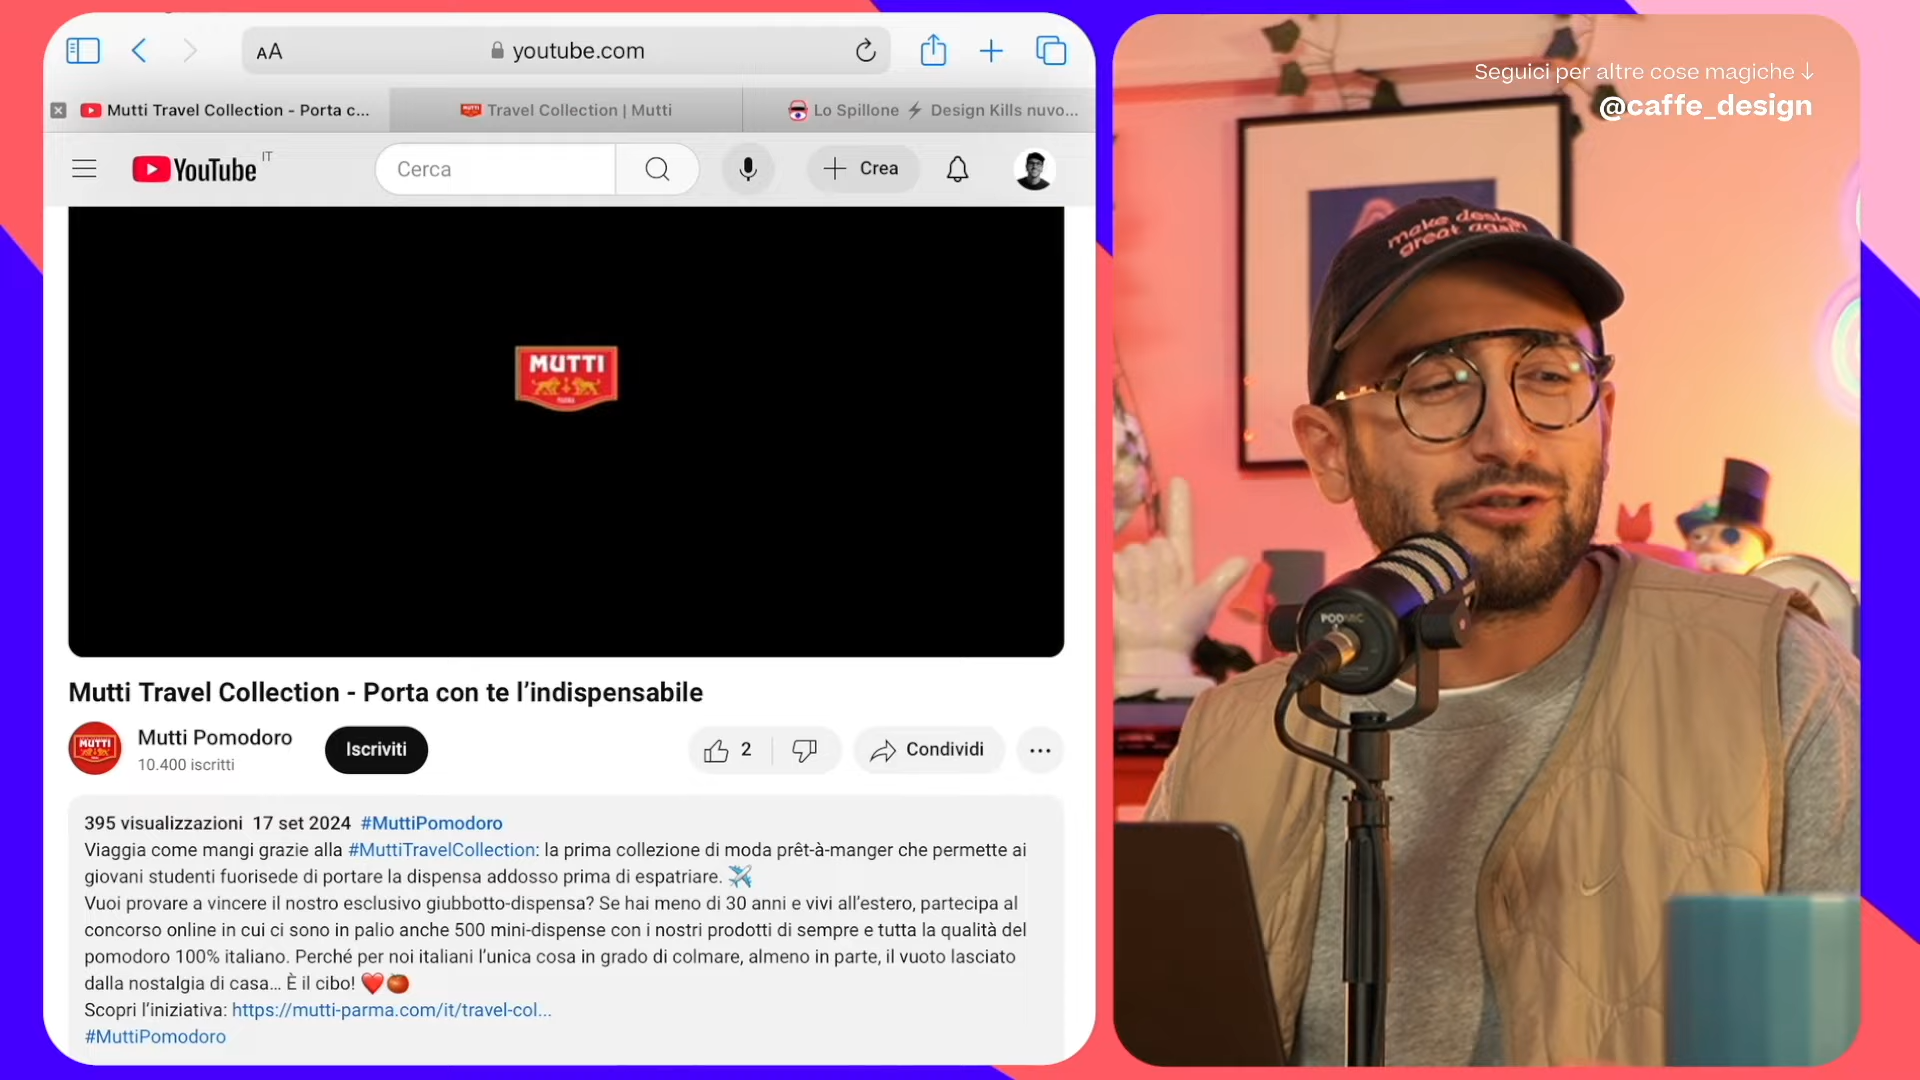 AA
youtube.com
Mutti Travel Collection - Porta c...
MUTTI Travel Collection | Mutti
Lo Spillone ⚡ Design Kills nuvo...
YouTube IT
Cerca
Crea
MUTTI
PARMA
Mutti Travel Collection - Porta con te l’indispensabile
MUTTI
Mutti Pomodoro
10.400 iscritti
Iscriviti
2
Condividi
395 visualizzazioni 17 set 2024 #MuttiPomodoro
Viaggia come mangi grazie alla #MuttiTravelCollection: la prima collezione di moda prêt-à-manger che permette ai
giovani studenti fuorisede di portare la dispensa addosso prima di espatriare. ✈️
Vuoi provare a vincere il nostro esclusivo giubbotto-dispensa? Se hai meno di 30 anni e vivi all’estero, partecipa al
concorso online in cui ci sono in palio anche 500 mini-dispense con i nostri prodotti di sempre e tutta la qualità del
pomodoro 100% italiano. Perché per noi italiani l’unica cosa in grado di colmare, almeno in parte, il vuoto lasciato
dalla nostalgia di casa... È il cibo! ❤️🍅
Scopri l’iniziativa: https://mutti-parma.com/it/travel-col...
#MuttiPomodoro
Seguici per altre cose magiche ↓
@caffe_design
make design
great again
PODMIC